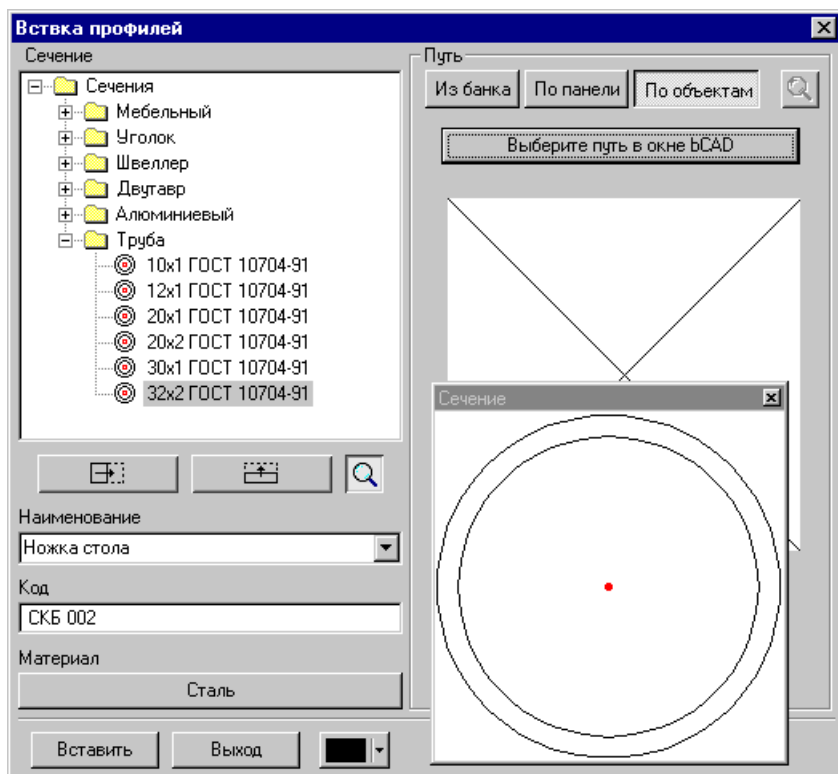 Вствка профилей
Сечение
Сечения
Мебельный
Уголок
Швеллер
Двутавр
Алюминиевый
Труба
10x1 ГОСТ 10704-91
12x1 ГОСТ 10704-91
20x1 ГОСТ 10704-91
20x2 ГОСТ 10704-91
30x1 ГОСТ 10704-91
32x2 ГОСТ 10704-91
Наименование
Ножка стола
Код
СКБ 002
Материал
Сталь
Вставить Выход
Путь
Из банка По панели По объектам
Выберите путь в окне bCAD
Сечение